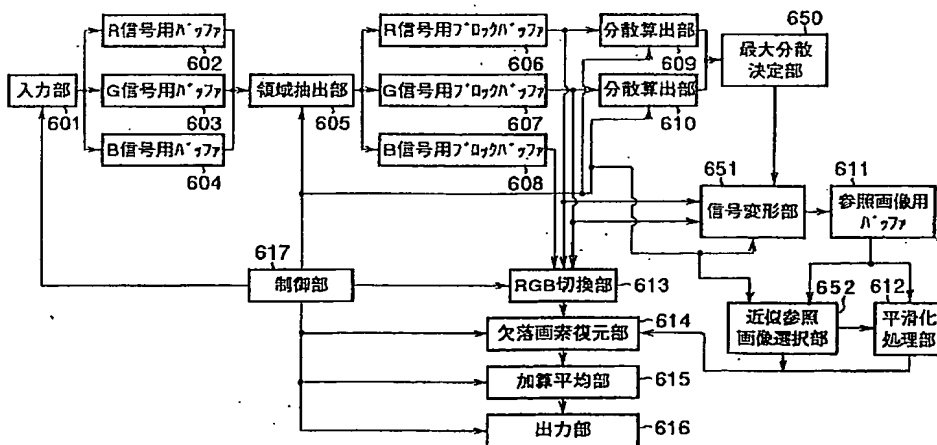 R信号用バッファ
602
入力部
601
G信号用バッファ
603
B信号用バッファ
604
領域抽出部
605
R信号用ブロックバッファ
606
G信号用ブロックバッファ
607
B信号用ブロックバッファ
608
分散算出部
609
分散算出部
610
650
最大分散
決定部
651
信号変形部
611
参照画像用
バッファ
617
制御部
RGB切換部
613
652
近似参照
画像選択部
612
平滑化
処理部
欠落画素復元部
614
加算平均部
615
出力部
616